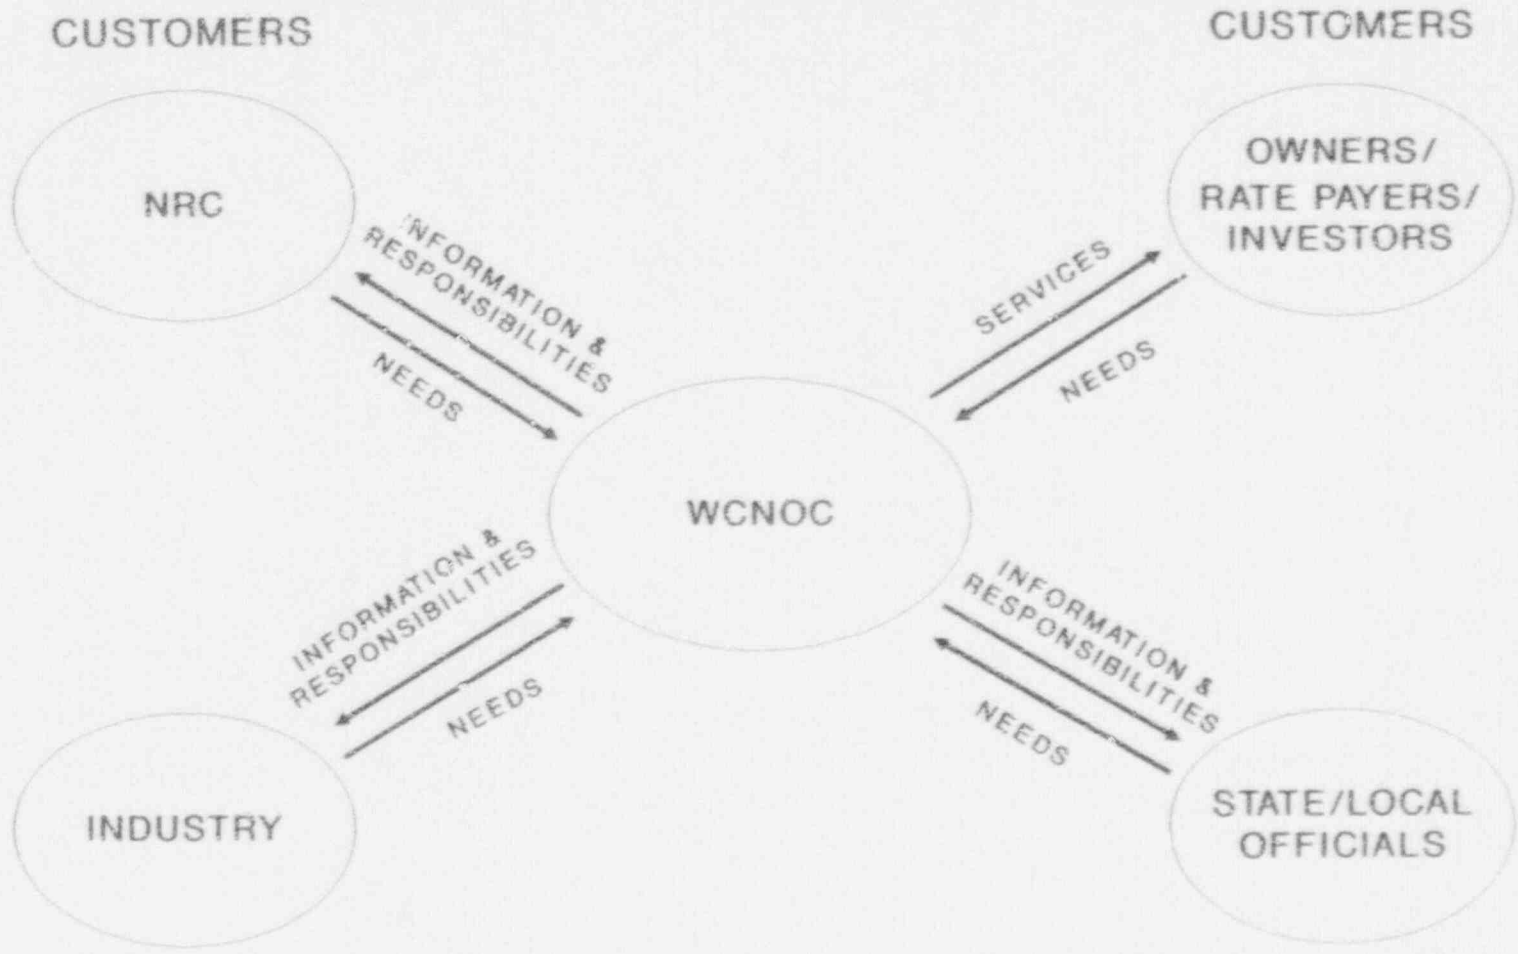 CUSTOMERS
CUSTOMERS
NRC
OWNERS/
RATE PAYERS/
INVESTORS
INFORMATION &
RESPONSIBILITIES
NEEDS
SERVICES
NEEDS
WCNOC
INFORMATION &
RESPONSIBILITIES
NEEDS
INFORMATION &
RESPONSIBILITIES
NEEDS
INDUSTRY
STATE/LOCAL
OFFICIALS